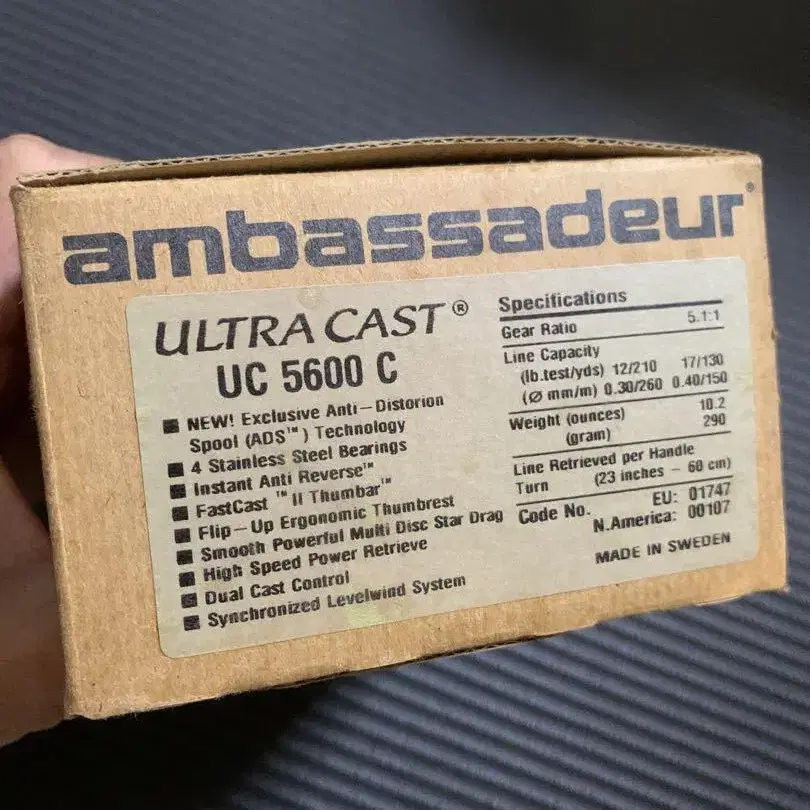 ambassadeur®
ULTRA CAST®
UC 5600 C
■ NEW! Exclusive Anti-Distorion
Spool (ADS™) Technology
■ 4 Stainless Steel Bearings
■ Instant Anti Reverse™
■ FastCast™ II Thumbar™
■ Flip-Up Ergonomic Thumbrest
■ Smooth Powerful Multi Disc Star Drag
■ High Speed Power Retrieve
■ Dual Cast Control
■ Synchronized Levelwind System
Specifications
Gear Ratio 5.1:1
Line Capacity
(lb.test/yds) 12/210 17/130
(Ø mm/m) 0.30/260 0.40/150
Weight (ounces) 10.2
(gram) 290
Line Retrieved per Handle
Turn (23 inches - 60 cm)
Code No. EU: 01747
N.America: 00107
MADE IN SWEDEN